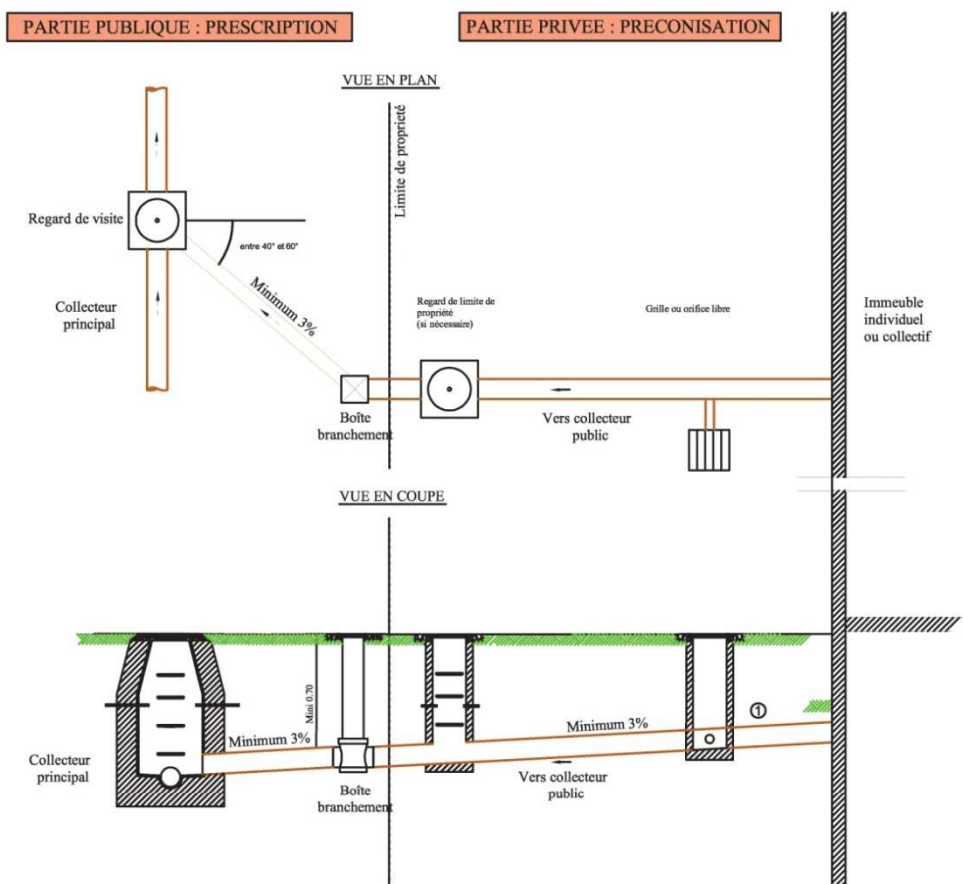 PARTIE PUBLIQUE : PRESCRIPTION
PARTIE PRIVEE : PRECONISATION
VUE EN PLAN
Limite de propriété
Regard de visite
entre 40° et 60°
Minimum 3%
Collecteur
principal
Regard de limite de
propriété
(si nécessaire)
Grille ou orifice libre
Immeuble
individuel
ou collectif
Boîte
branchement
Vers collecteur
public
VUE EN COUPE
Mini 0.70
Minimum 3%
Minimum 3%
1
Collecteur
principal
Boîte
branchement
Vers collecteur
public